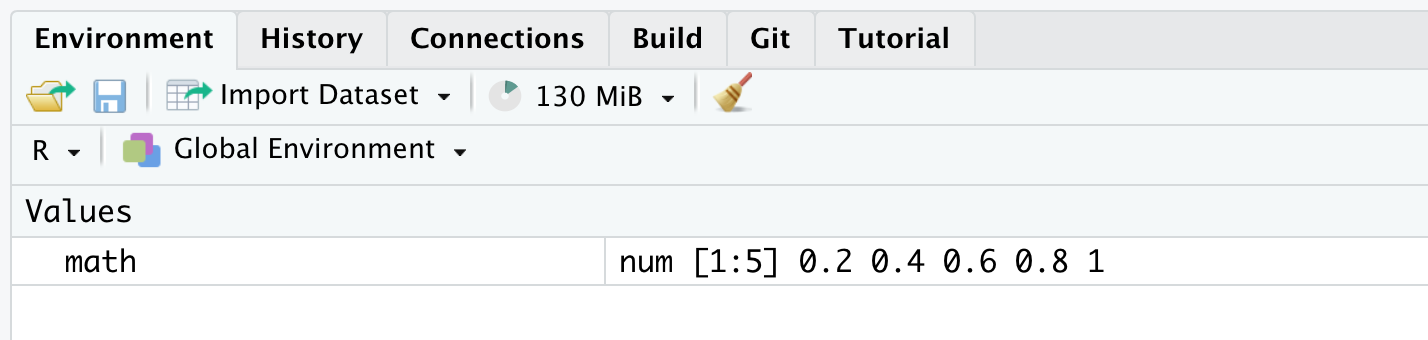 Environment History Connections Build Git Tutorial
Import Dataset 130 MiB
R Global Environment
Values
math num [1:5] 0.2 0.4 0.6 0.8 1